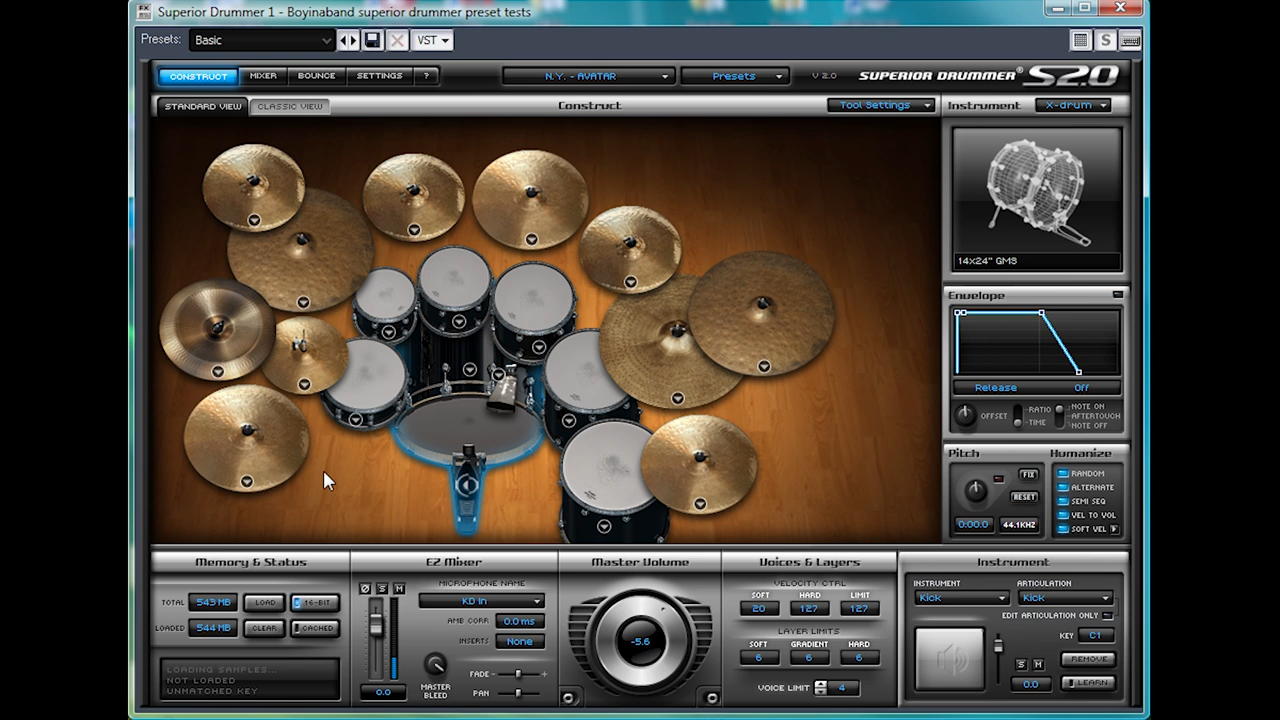 Superior Drummer 1 - Boyinaband superior drummer preset tests
Presets: Basic VST
CONSTRUCT MIXER BOUNCE SETTINGS ? N.Y. - AVATAR Presets V 2.0 SUPERIOR DRUMMER® S2.0
STANDARD VIEW CLASSIC VIEW Construct Tool Settings Instrument X-drum
14X24" GMS
Envelope
Release Off
OFFSET RATIO TIME NOTE ON AFTERTOUCH NOTE OFF
Pitch Humanize
FIX RANDOM
RESET ALTERNATE
SEMI SEQ
VEL TO VOL
0:00.0 44.1KHZ SOFT VEL
Memory & Status EZ Mixer Master Volume Voices & Layers Instrument
TOTAL 543 MB LOAD 16-BIT
LOADED 544 MB CLEAR CACHED
LOADING SAMPLES...
NOT LOADED
UNMATCHED KEY
Ø S M MICROPHONE NAME
KD In
AMB CORR 0.0 ms
INSERTS None
FADE - +
MASTER BLEED PAN
0.0
-5.6
VELOCITY CTRL
SOFT HARD LIMIT
20 127 127
LAYER LIMITS
SOFT GRADIENT HARD
6 6 6
VOICE LIMIT 4
INSTRUMENT ARTICULATION
Kick Kick
EDIT ARTICULATION ONLY
KEY C1
S M REMOVE
0.0 LEARN